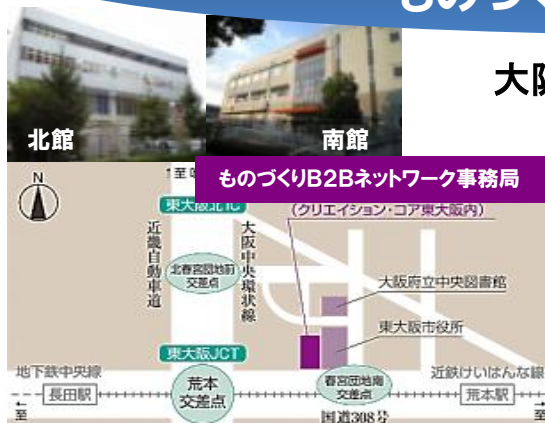 ものづく
大阪
北館
南館
ものづくりB2Bネットワーク事務局
(クリエイション・コア東大阪内)
N
至
東大阪北IC
近畿自動車道
大阪中央環状線
北春宮団地前
交差点
大阪府立中央図書館
東大阪市役所
東大阪JCT
地下鉄中央線
近鉄けいはんな線
長田駅
荒本
交差点
春宮団地南
交差点
荒本駅
至
国道308号
至